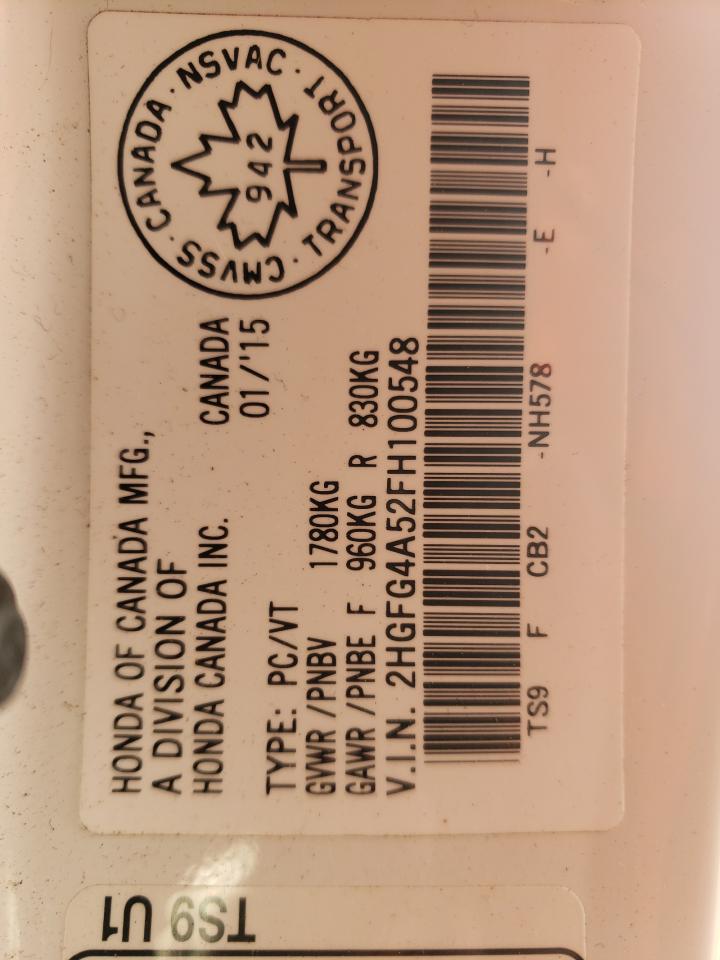 HONDA OF CANADA MFG.,
A DIVISION OF
HONDA CANADA INC.
CANADA
01/'15
TYPE: PC/VT
GVWR /PNBV 1780KG
GAWR /PNBE F 960KG R 830KG
V.I.N. 2HGFG4A52FH100548
TS9 F CB2 -NH578 -E -H
CMVSS · CANADA · NSVAC · TRANSPORT ·
942
TS9 U1